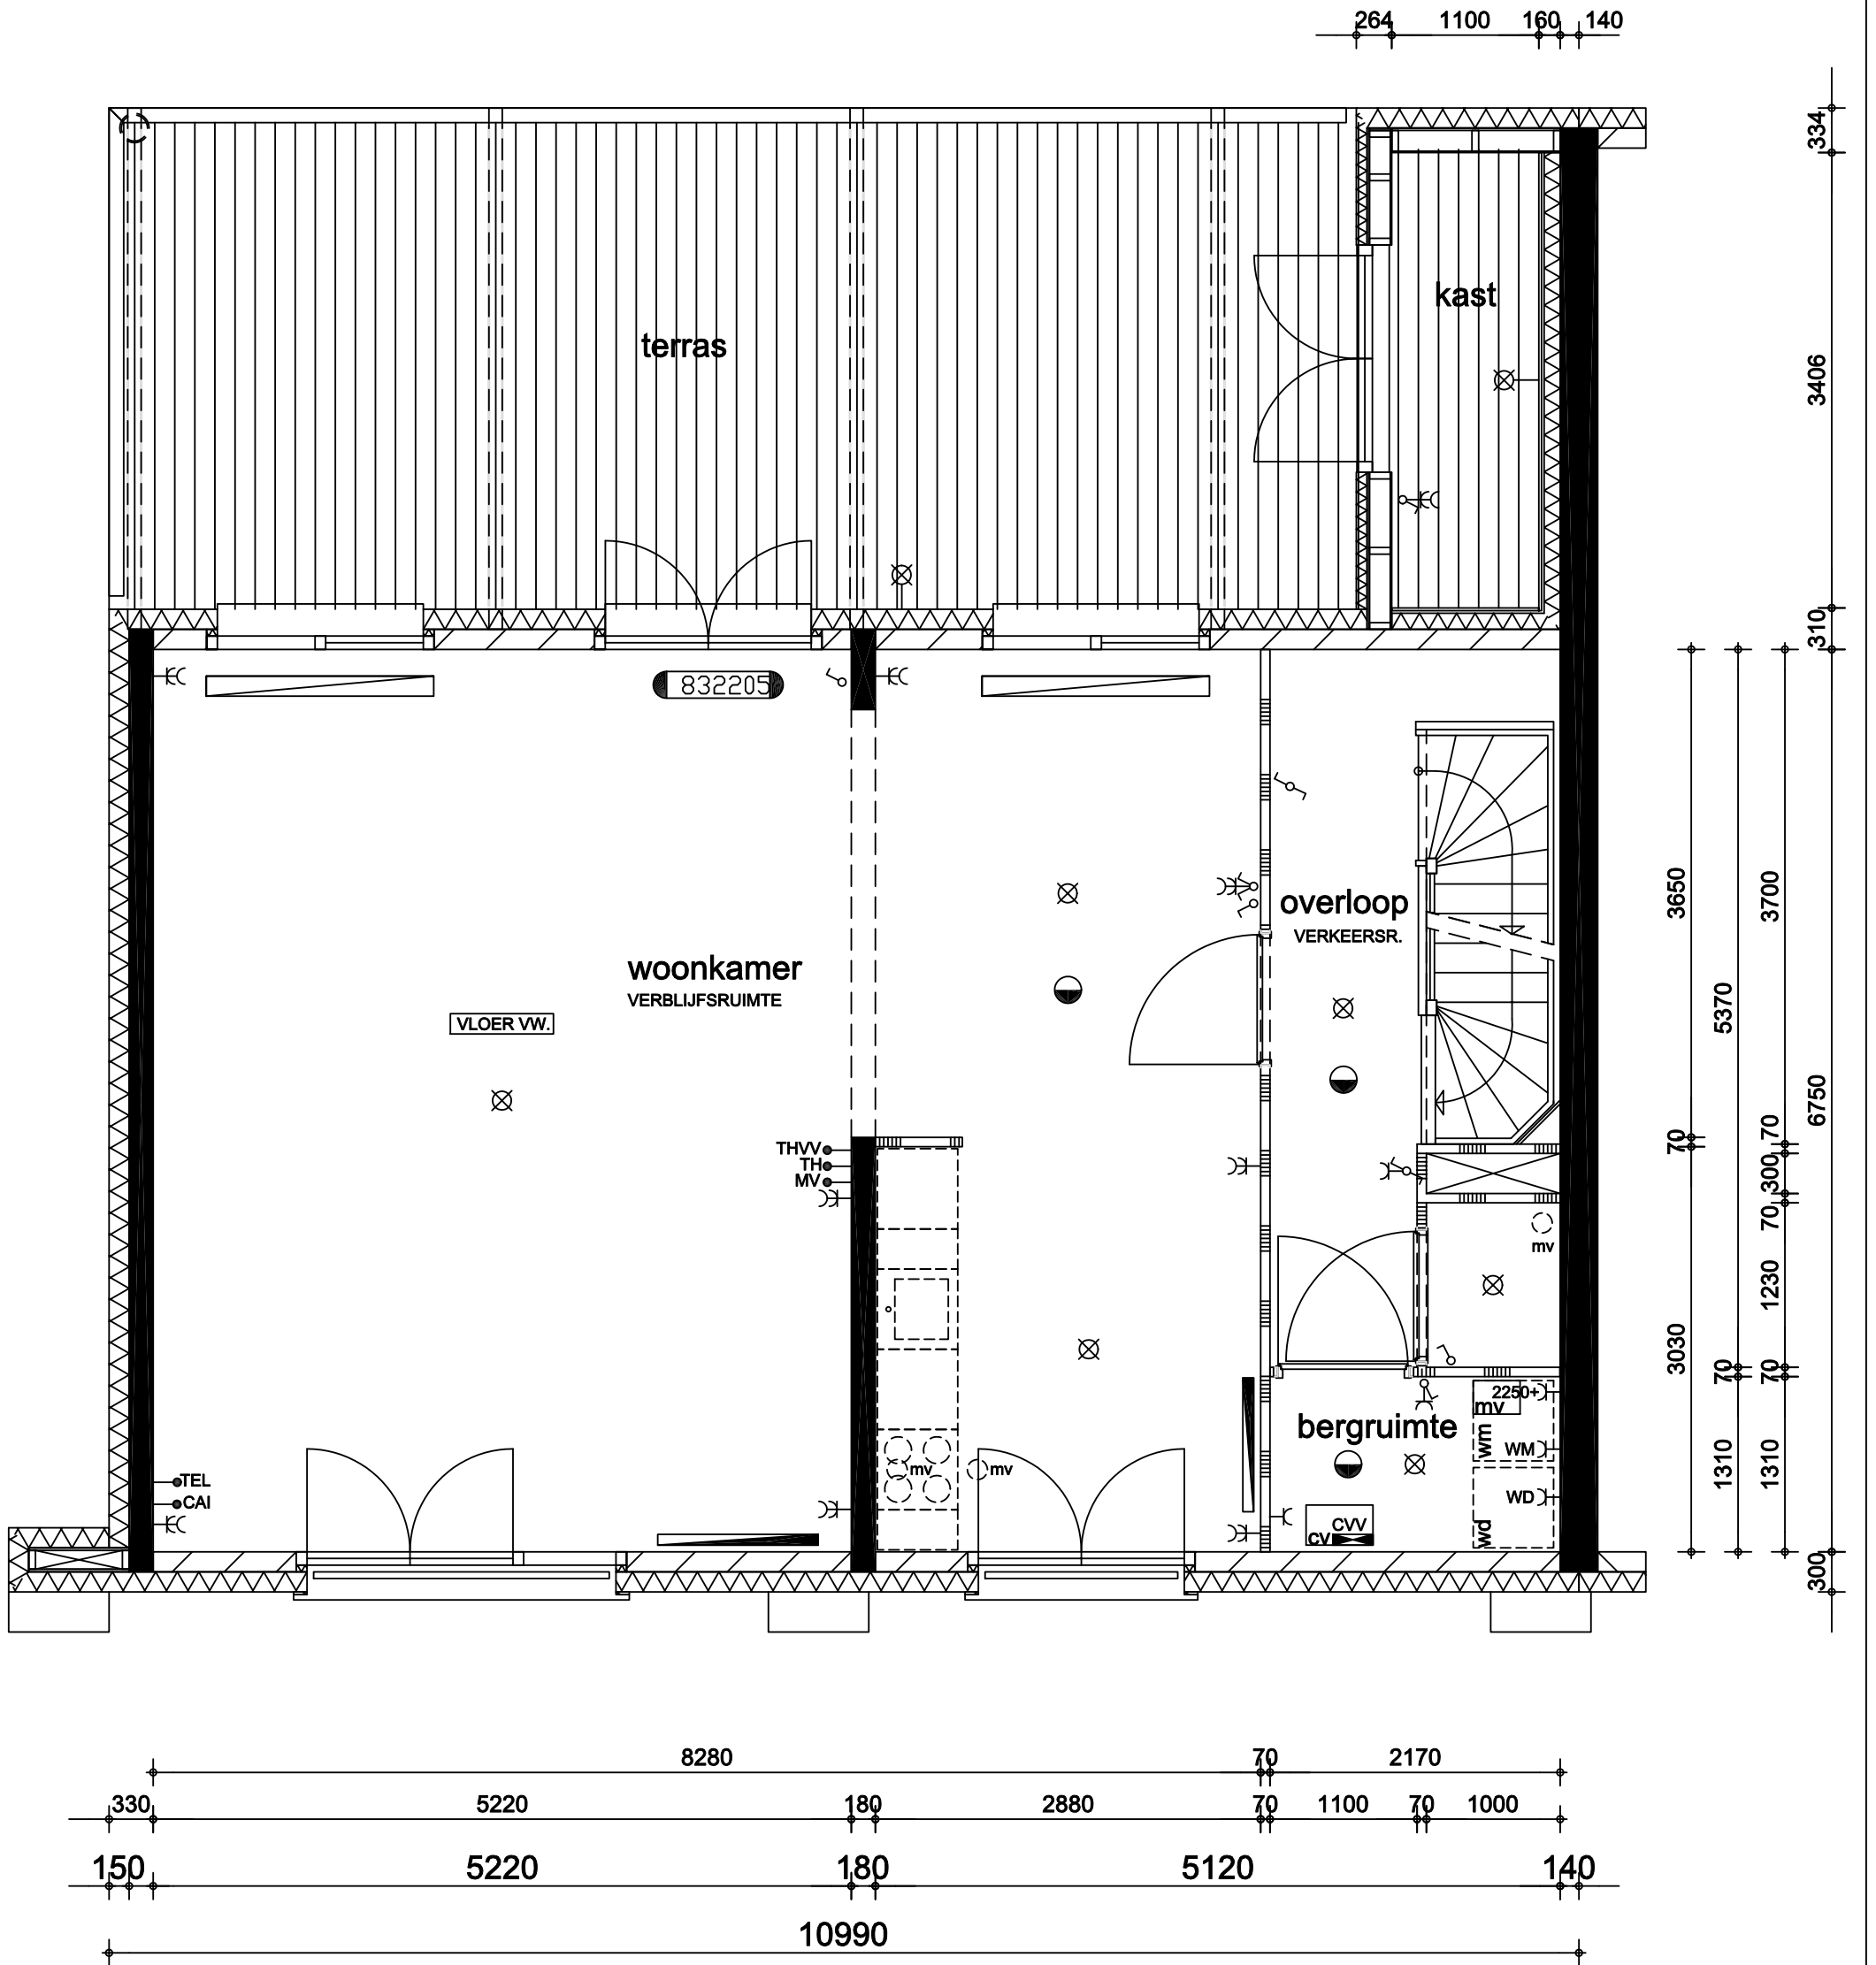 264 1100 160 140
334
kast
terras
3406
310
832205
3650
3700
overloop
VERKEERSR.
woonkamer
VERBLIJFSRUIMTE
5370
VLOER VW.
6750
THVV
TH
MV
70
70
300
70
mv
1230
3030
70
70
2250+
mv
bergruimte
wm
WM
mv
mv
1310
1310
TEL
CAI
WD
wd
CVV
CV
300
8280 70 2170
330 5220 180 2880 70 1100 70 1000
150 5220 180 5120 140
10990